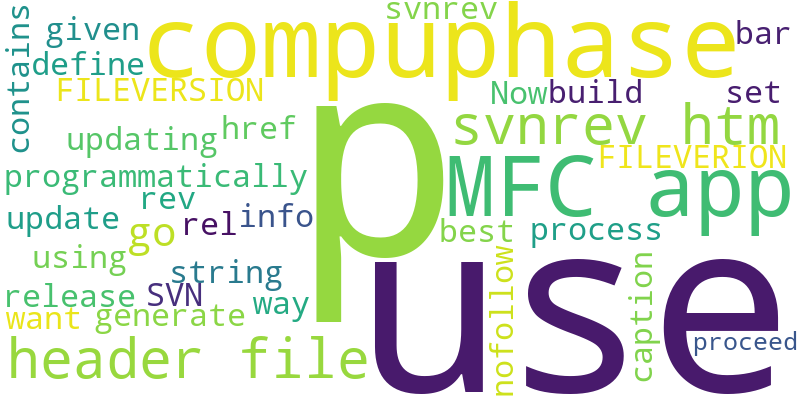 svnrev
contains
given
compuphase
bar
define
FILEVERSION
Now
build
set
p
href
svnrev htm
updating
FILEVERION
MFC app
programmatically
rev
update
go
rel
info
best
process
use
using
string
caption
nofollow
release
SVN
way
want
generate
header file
proceed